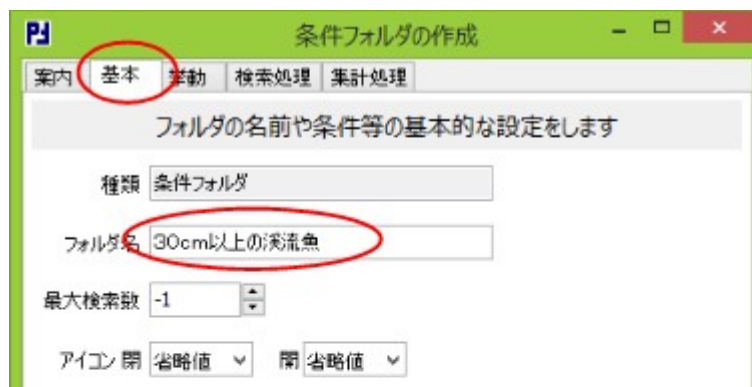 条件フォルダの作成
案内 基本 挙動 検索処理 集計処理
フォルダの名前や条件等の基本的な設定をします
種類 条件フォルダ
フォルダ名 30cm以上の渓流魚
最大検索数 -1
アイコン 閉 省略値 開 省略値